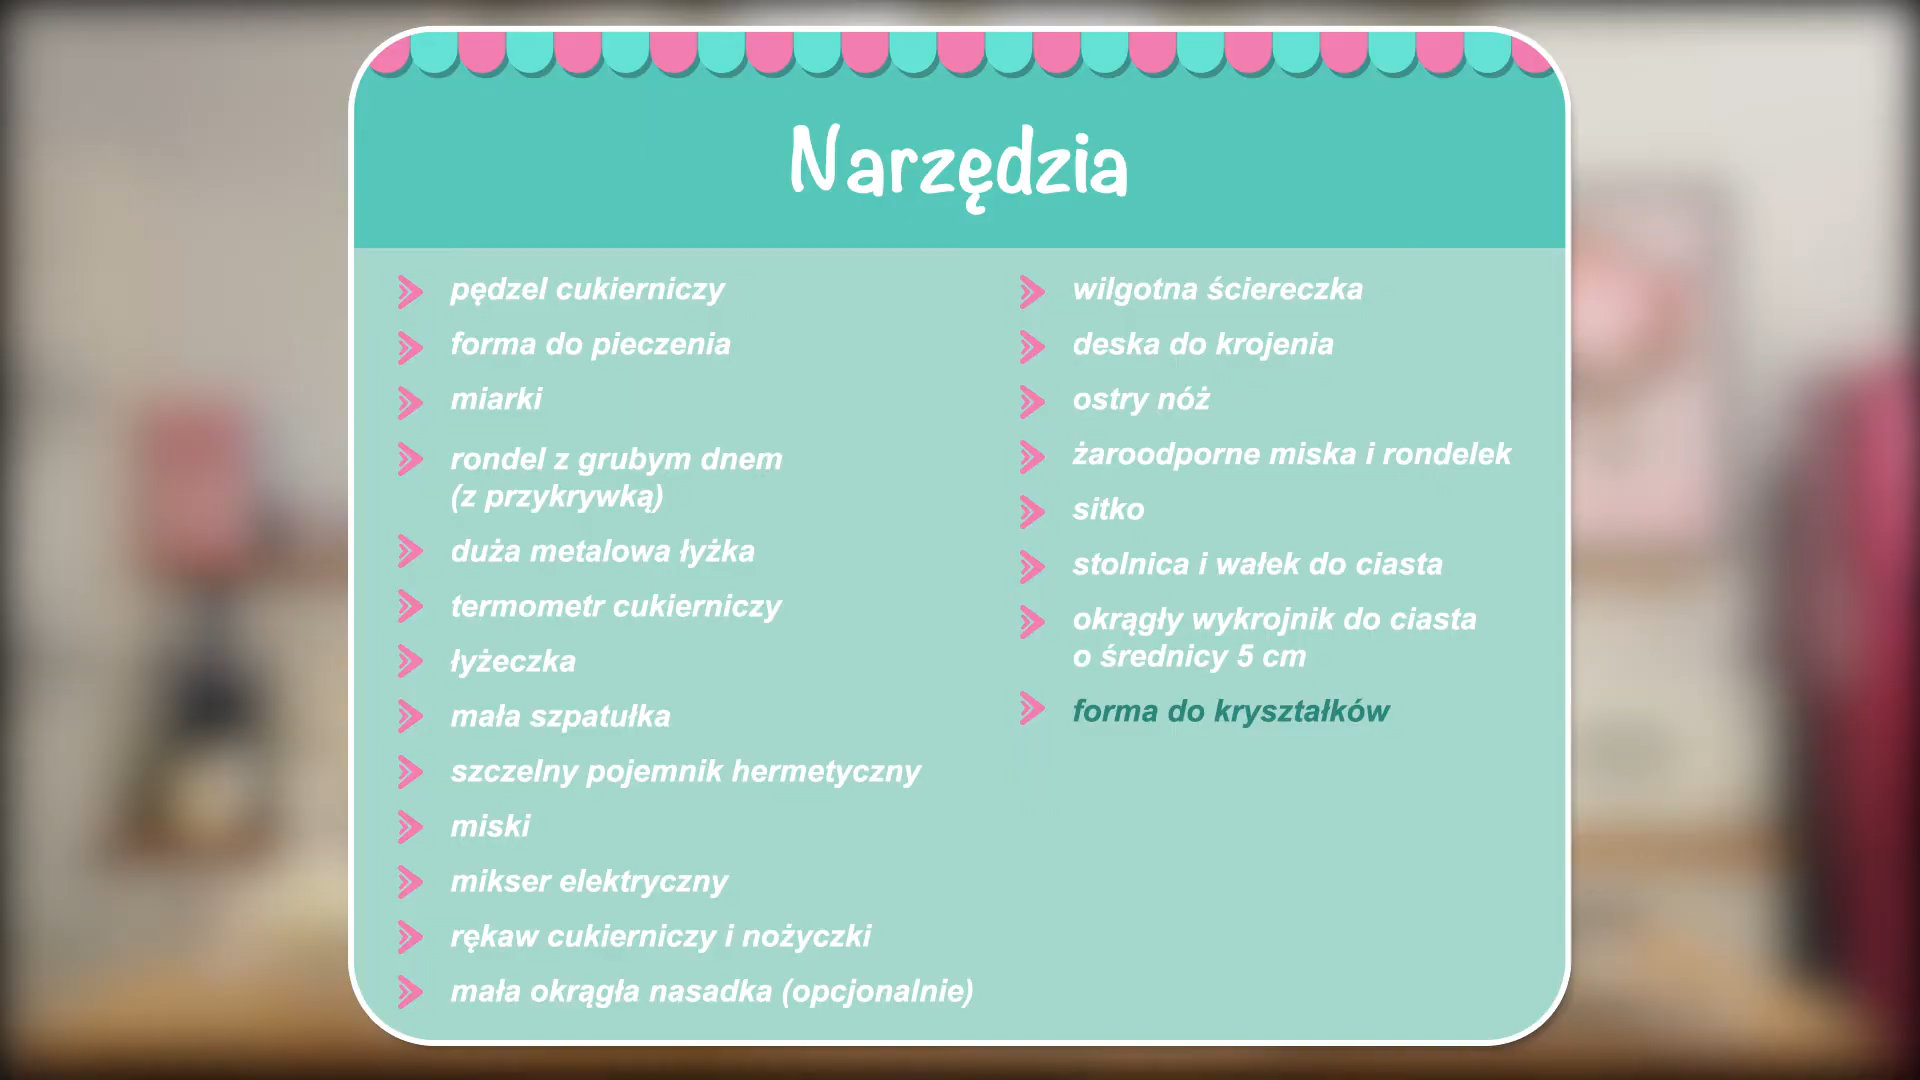 Narzędzia
pędzel cukierniczy
forma do pieczenia
miarki
rondel z grubym dnem
(z przykrywką)
duża metalowa łyżka
termometr cukierniczy
łyżeczka
mała szpatułka
szczelny pojemnik hermetyczny
miski
mikser elektryczny
rękaw cukierniczy i nożyczki
mała okrągła nasadka (opcjonalnie)
wilgotna ściereczka
deska do krojenia
ostry nóż
żaroodporne miska i rondelek
sitko
stolnica i wałek do ciasta
okrągły wykrojnik do ciasta
o średnicy 5 cm
forma do kryształków